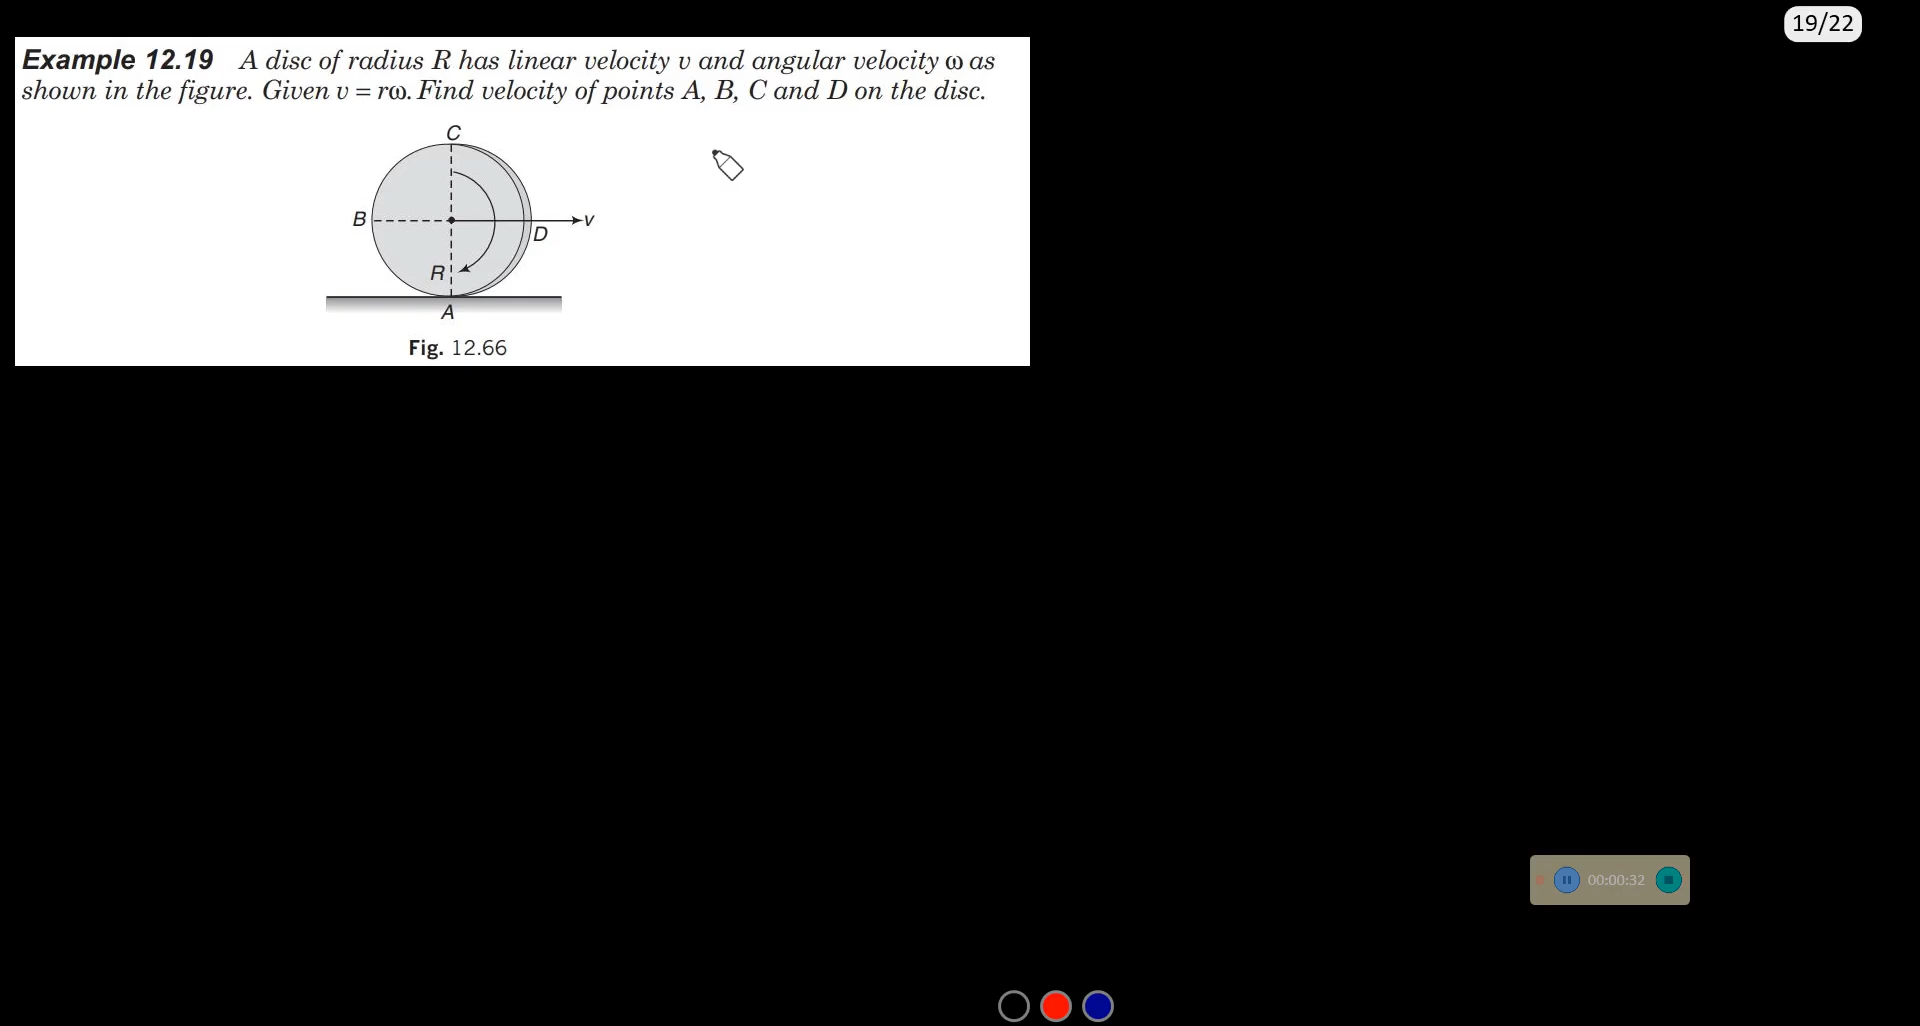 19/22
Example 12.19 A disc of radius R has linear velocity v and angular velocity ω as
shown in the figure. Given v = rω. Find velocity of points A, B, C and D on the disc.
C
B
v
D
R
A
Fig. 12.66
00:00:32